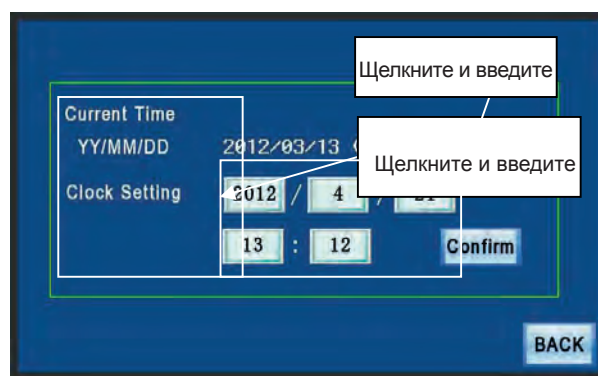 Щелкните и введите
Current Time
YY/MM/DD 2012/03/13
Щелкните и введите
Clock Setting 2012 / 4 /
13 : 12 Confirm
BACK